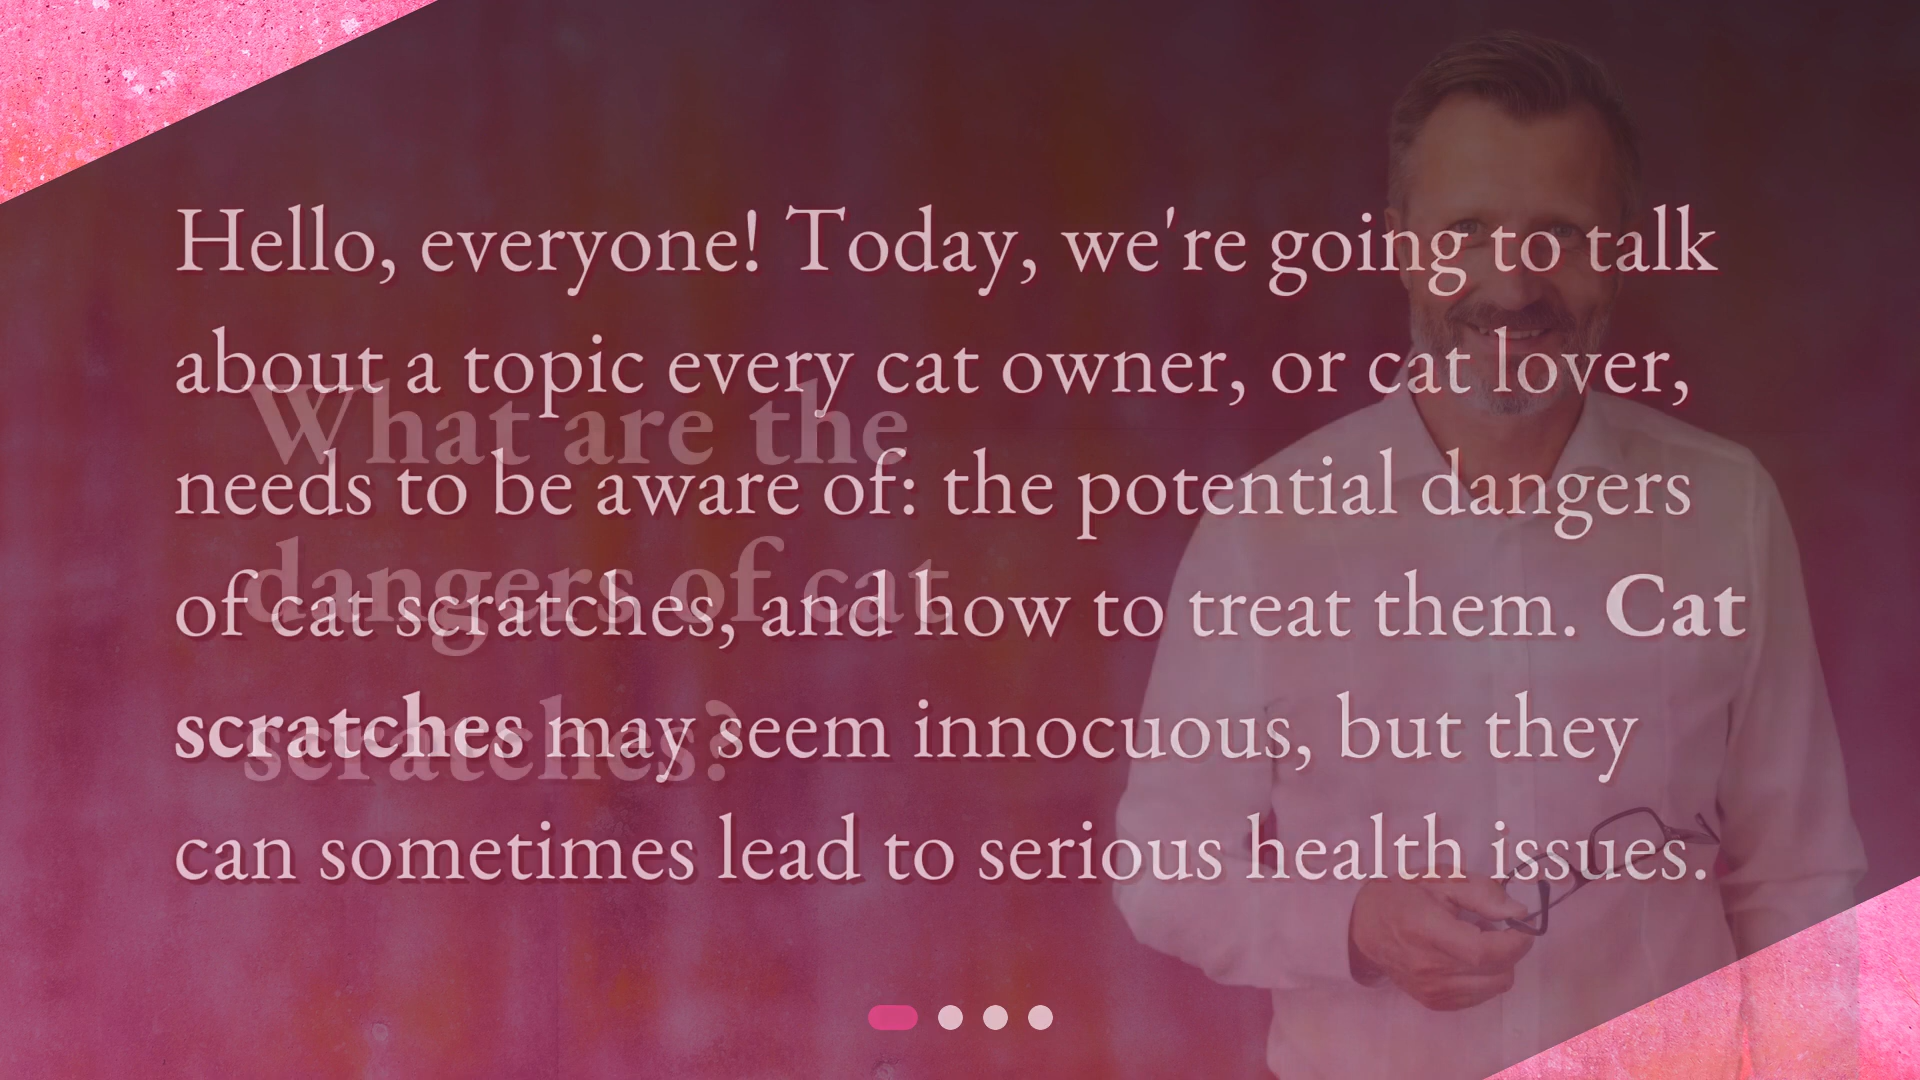 Hello, everyone! Today, we're going to talk
about a topic every cat owner, or cat lover,
needs to be aware of: the potential dangers
of cat scratches, and how to treat them. Cat
scratches may seem innocuous, but they
can sometimes lead to serious health issues.
What are the
dangers of cat
scratches?